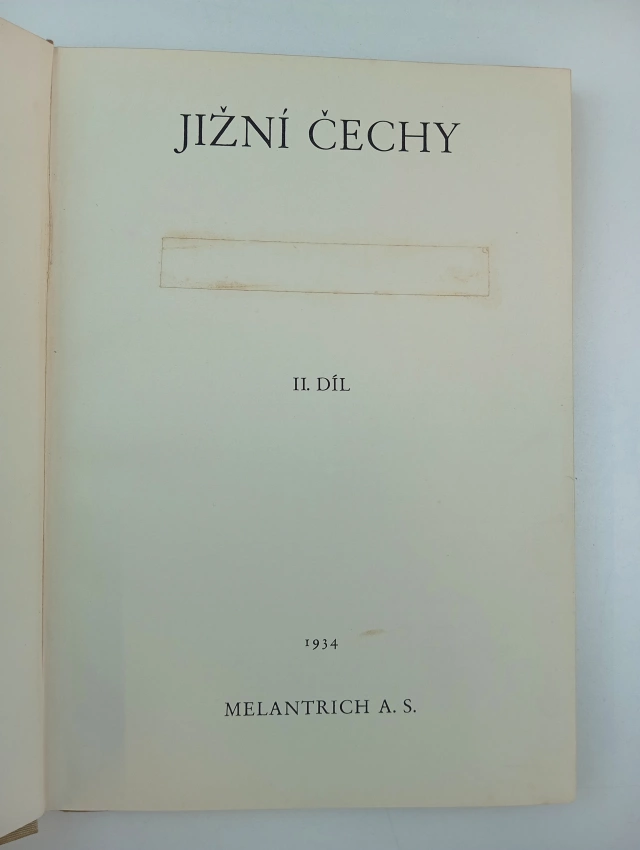 JIŽNÍ ČECHY
II. DÍL
1934
MELANTRICH A. S.